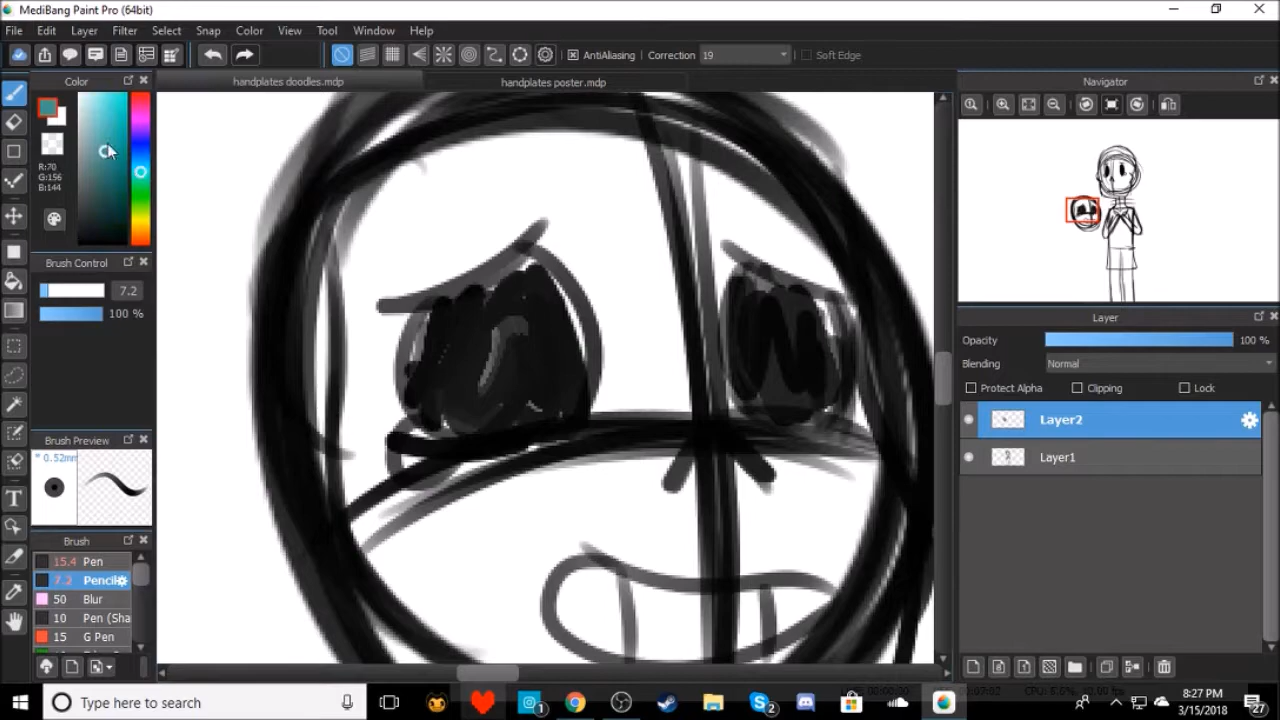 MediBang Paint Pro (64bit)
File Edit Layer Filter Select Snap Color View Tool Window Help
AntiAliasing Correction 19 Soft Edge
Color
handplates doodles.mdp
handplates poster.mdp
Navigator
R:70
G:156
B:144
Brush Control
7.2
100 %
Layer
Opacity 100 %
Blending Normal
Protect Alpha Clipping Lock
Layer2
Layer1
Brush Preview
0.52mm
Brush
15.4 Pen
7.2 Pencil
50 Blur
10 Pen (Sha
15 G Pen
Type here to search
1
2
8:27 PM
3/15/2018
27